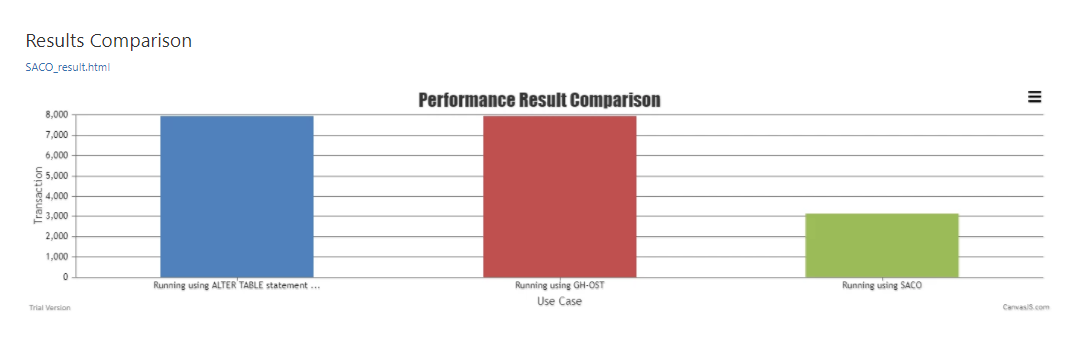 Results Comparison
SACO_result.html
Performance Result Comparison
8,000
7,000
6,000
5,000
4,000
3,000
2,000
1,000
0
Transaction
Running using ALTER TABLE statement ...
Running using GH-OST
Running using SACO
Use Case
Trial Version
CanvasJS.com